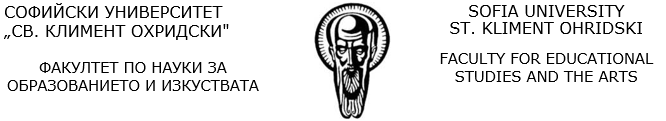 СОФИЙСКИ УНИВЕРСИТЕТ
„СВ. КЛИМЕНТ ОХРИДСКИ"
ФАКУЛТЕТ ПО НАУКИ ЗА
ОБРАЗОВАНИЕТО И ИЗКУСТВАТА
SOFIA UNIVERSITY
ST. KLIMENT OHRIDSKI
FACULTY FOR EDUCATIONAL
STUDIES AND THE ARTS